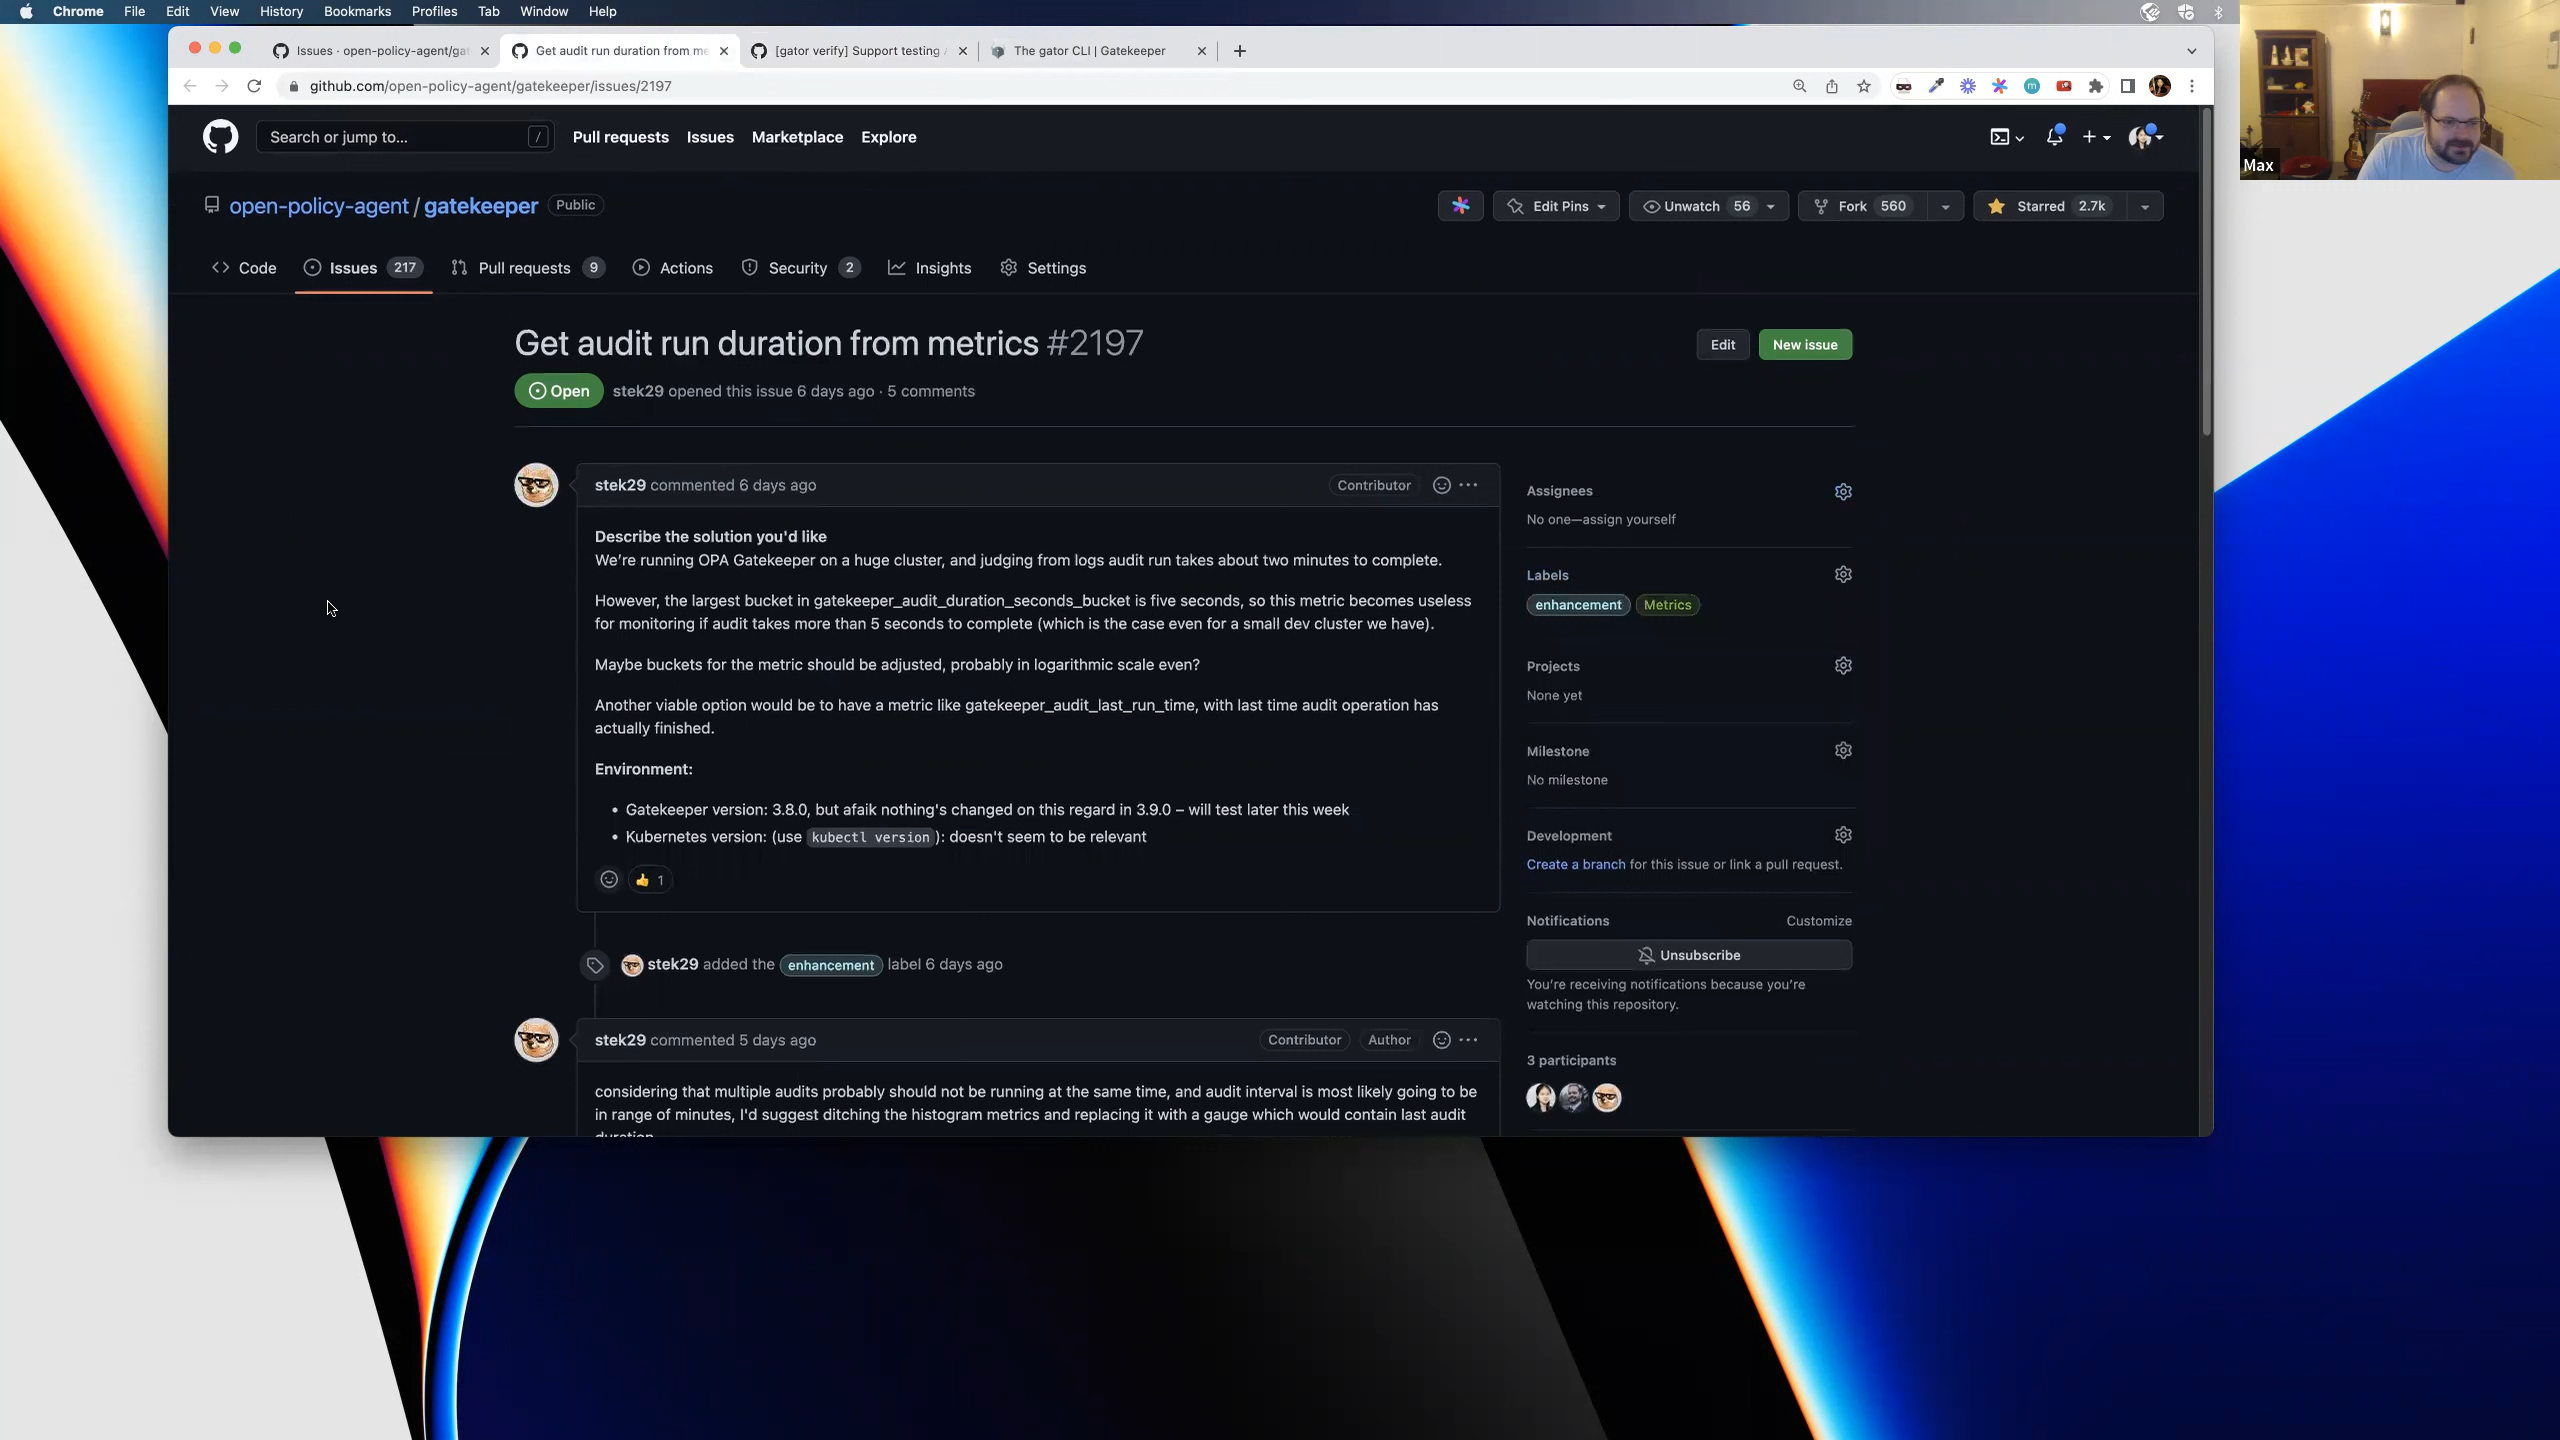 Chrome File Edit View History Bookmarks Profiles Tab Window Help
Issues · open-policy-agent/gat
Get audit run duration from me
[gator verify] Support testing
The gator CLI | Gatekeeper
github.com/open-policy-agent/gatekeeper/issues/2197
Max
Search or jump to... /
Pull requests Issues Marketplace Explore
open-policy-agent / gatekeeper Public
Edit Pins Unwatch 56 Fork 560 Starred 2.7k
Code Issues 217 Pull requests 9 Actions Security 2 Insights Settings
Get audit run duration from metrics #2197
Edit New issue
Open stek29 opened this issue 6 days ago · 5 comments
stek29 commented 6 days ago Contributor
Describe the solution you'd like
We're running OPA Gatekeeper on a huge cluster, and judging from logs audit run takes about two minutes to complete.
However, the largest bucket in gatekeeper_audit_duration_seconds_bucket is five seconds, so this metric becomes useless
for monitoring if audit takes more than 5 seconds to complete (which is the case even for a small dev cluster we have).
Maybe buckets for the metric should be adjusted, probably in logarithmic scale even?
Another viable option would be to have a metric like gatekeeper_audit_last_run_time, with last time audit operation has
actually finished.
Environment:
• Gatekeeper version: 3.8.0, but afaik nothing's changed on this regard in 3.9.0 – will test later this week
• Kubernetes version: (use kubectl version): doesn't seem to be relevant
1
stek29 added the enhancement label 6 days ago
stek29 commented 5 days ago Contributor Author
considering that multiple audits probably should not be running at the same time, and audit interval is most likely going to be
in range of minutes, I'd suggest ditching the histogram metrics and replacing it with a gauge which would contain last audit
duration
Assignees
No one—assign yourself
Labels
enhancement Metrics
Projects
None yet
Milestone
No milestone
Development
Create a branch for this issue or link a pull request.
Notifications Customize
Unsubscribe
You're receiving notifications because you're
watching this repository.
3 participants